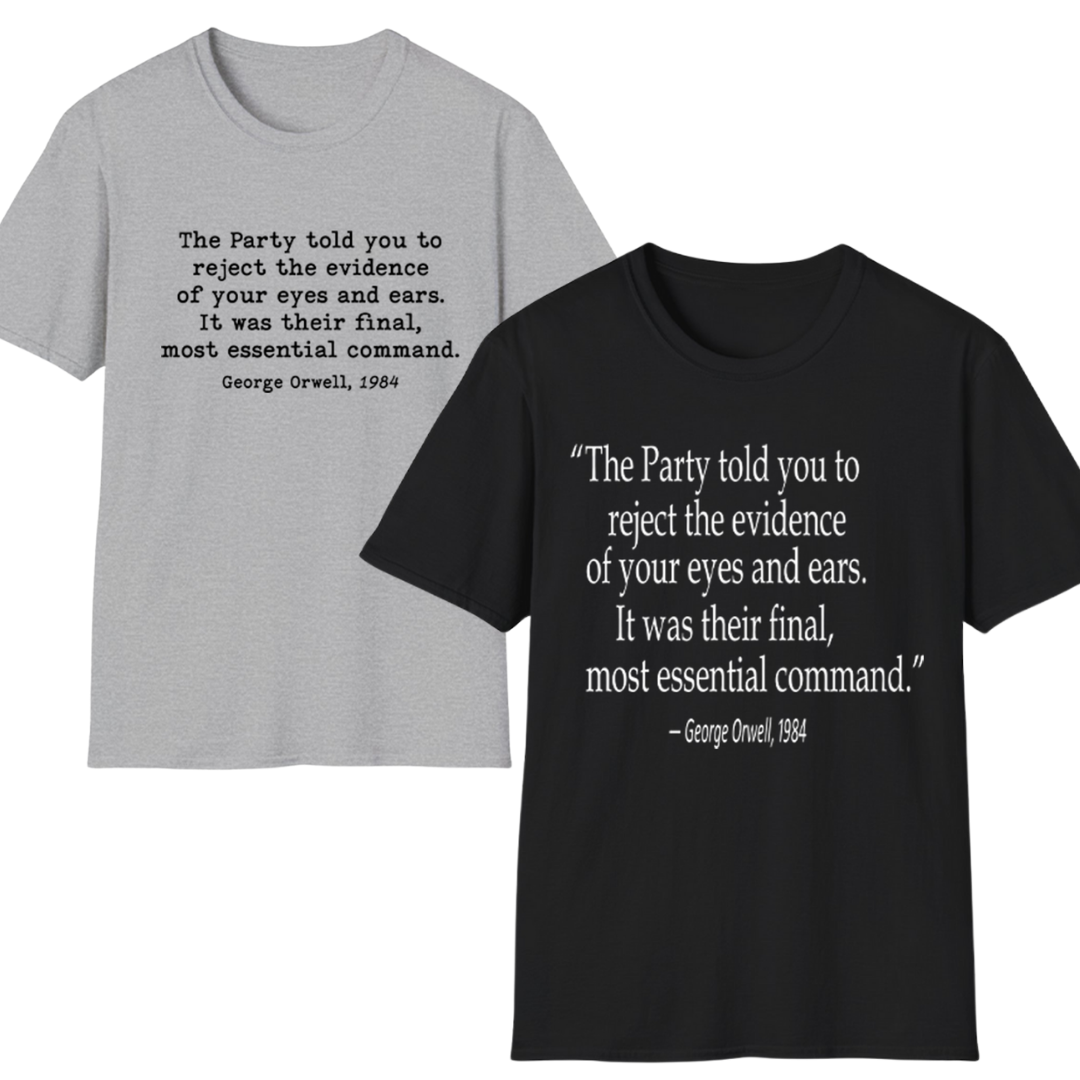 The Party told you to
reject the evidence
of your eyes and ears.
It was their final,
most essential command.
George Orwell, 1984
“The Party told you to
reject the evidence
of your eyes and ears.
It was their final,
most essential command.”
– George Orwell, 1984